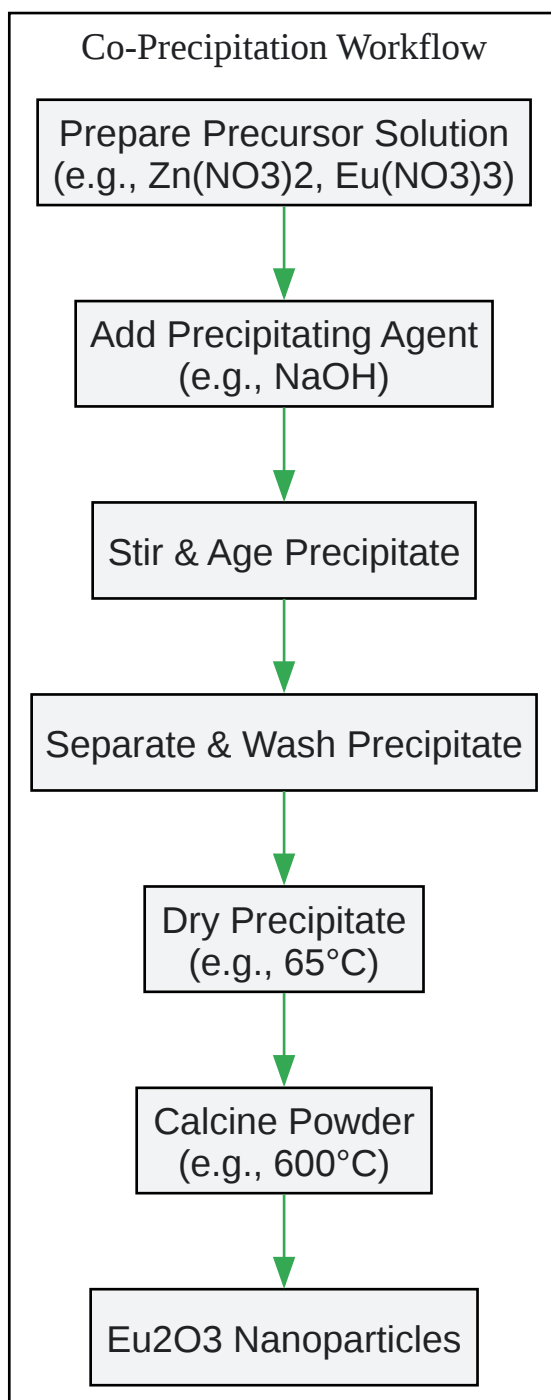 Co-Precipitation Workflow
Prepare Precursor Solution
(e.g., Zn(NO3)2, Eu(NO3)3)
Add Precipitating Agent
(e.g., NaOH)
Stir & Age Precipitate
Separate & Wash Precipitate
Dry Precipitate
(e.g., 65°C)
Calcine Powder
(e.g., 600°C)
Eu2O3 Nanoparticles